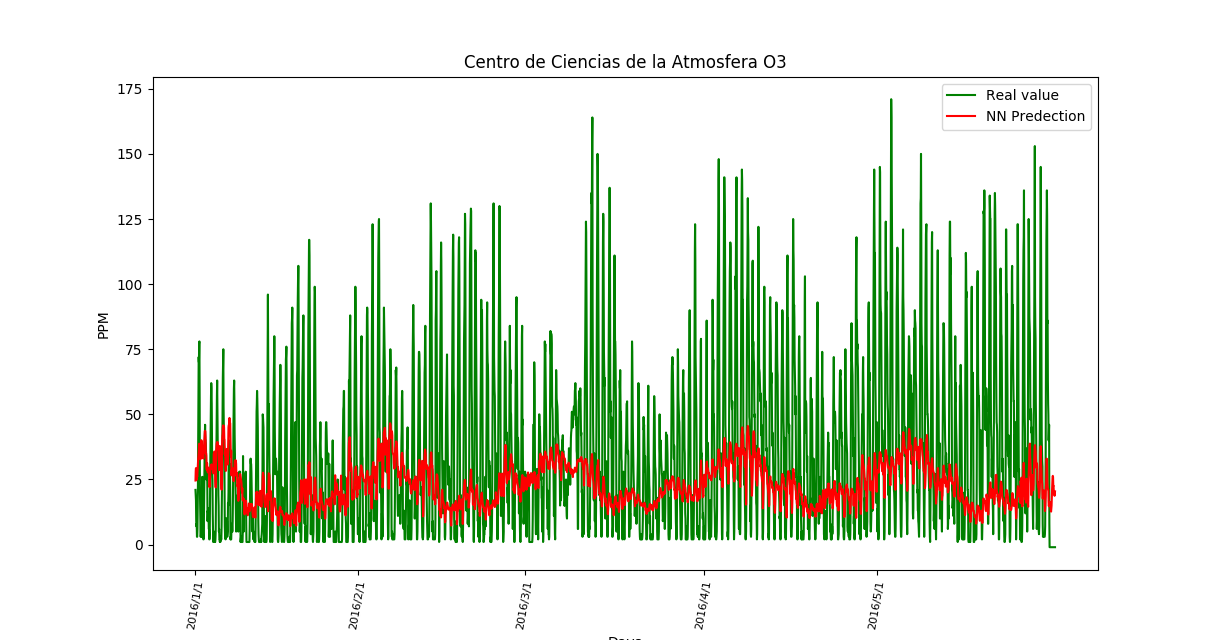 Centro de Ciencias de la Atmosfera O3
175
150
125
100
75
50
25
0
PPM
Real value
NN Predection
2016/1/1
2016/2/1
2016/3/1
2016/4/1
2016/5/1
Days